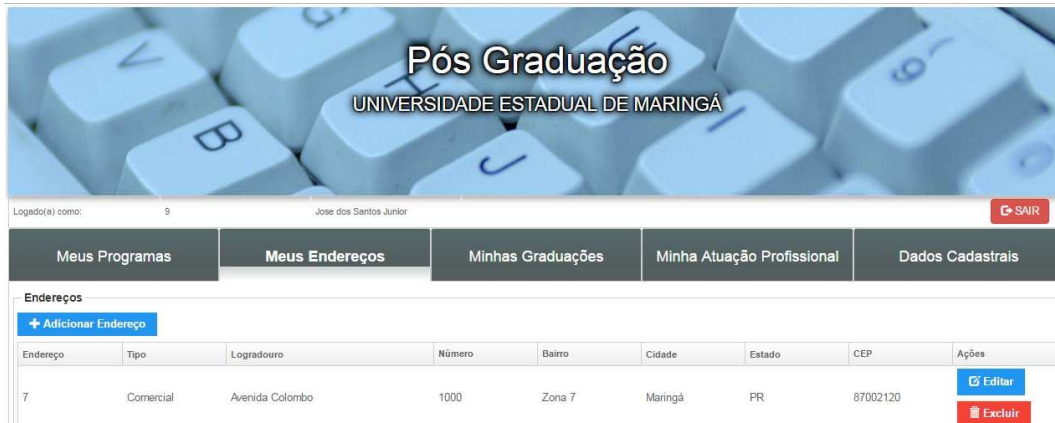 Pós Graduação
UNIVERSIDADE ESTADUAL DE MARINGÁ
Logado(a) como: 9 Jose dos Santos Junior SAIR
Meus Programas Meus Endereços Minhas Graduações Minha Atuação Profissional Dados Cadastrais
Endereços
Adicionar Endereço
Endereço Tipo Logradouro Número Bairro Cidade Estado CEP Ações
7 Comercial Avenida Colombo 1000 Zona 7 Maringá PR 87002120 Editar
Excluir